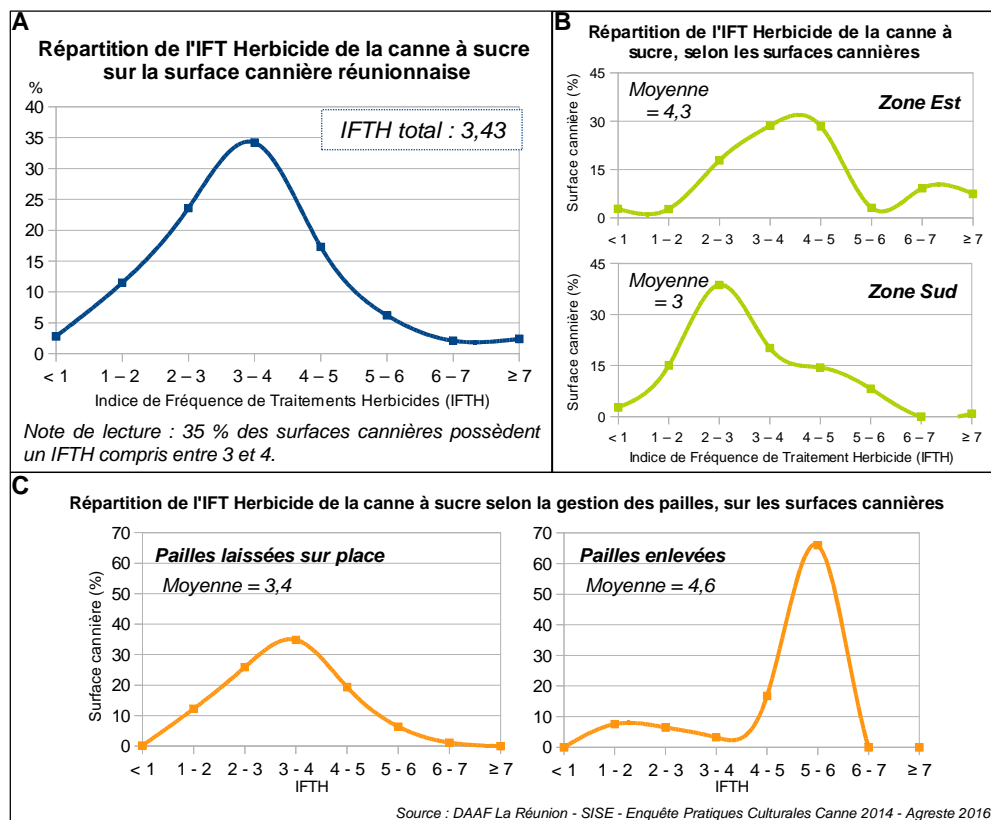 A
Répartition de l'IFT Herbicide de la canne à sucre
sur la surface cannière réunionnaise
%
IFTH total : 3,43
40
35
30
25
20
15
10
5
0
< 1 1 – 2 2 – 3 3 – 4 4 – 5 5 – 6 6 – 7 ≥ 7
Indice de Fréquence de Traitements Herbicides (IFTH)
Note de lecture : 35 % des surfaces cannières possèdent
un IFTH compris entre 3 et 4.
B
Répartition de l'IFT Herbicide de la canne à
sucre, selon les surfaces cannières
Surface cannière (%)
45
30
15
0
Moyenne
= 4,3
Zone Est
< 1 1 – 2 2 – 3 3 – 4 4 – 5 5 – 6 6 – 7 ≥ 7
Surface cannière (%)
45
30
15
0
Moyenne
= 3
Zone Sud
< 1 1 – 2 2 – 3 3 – 4 4 – 5 5 – 6 6 – 7 ≥ 7
Indice de Fréquence de Traitement Herbicide (IFTH)
C
Répartition de l'IFT Herbicide de la canne à sucre selon la gestion des pailles, sur les surfaces cannières
Surface cannière (%)
70
60
50
40
30
20
10
0
Pailles laissées sur place
Moyenne = 3,4
< 1 1 - 2 2 - 3 3 - 4 4 - 5 5 - 6 6 - 7 ≥ 7
IFTH
70
60
50
40
30
20
10
0
Pailles enlevées
Moyenne = 4,6
< 1 1 - 2 2 - 3 3 - 4 4 - 5 5 - 6 6 - 7 ≥ 7
IFTH
Source : DAAF La Réunion - SISE - Enquête Pratiques Culturales Canne 2014 - Agreste 2016